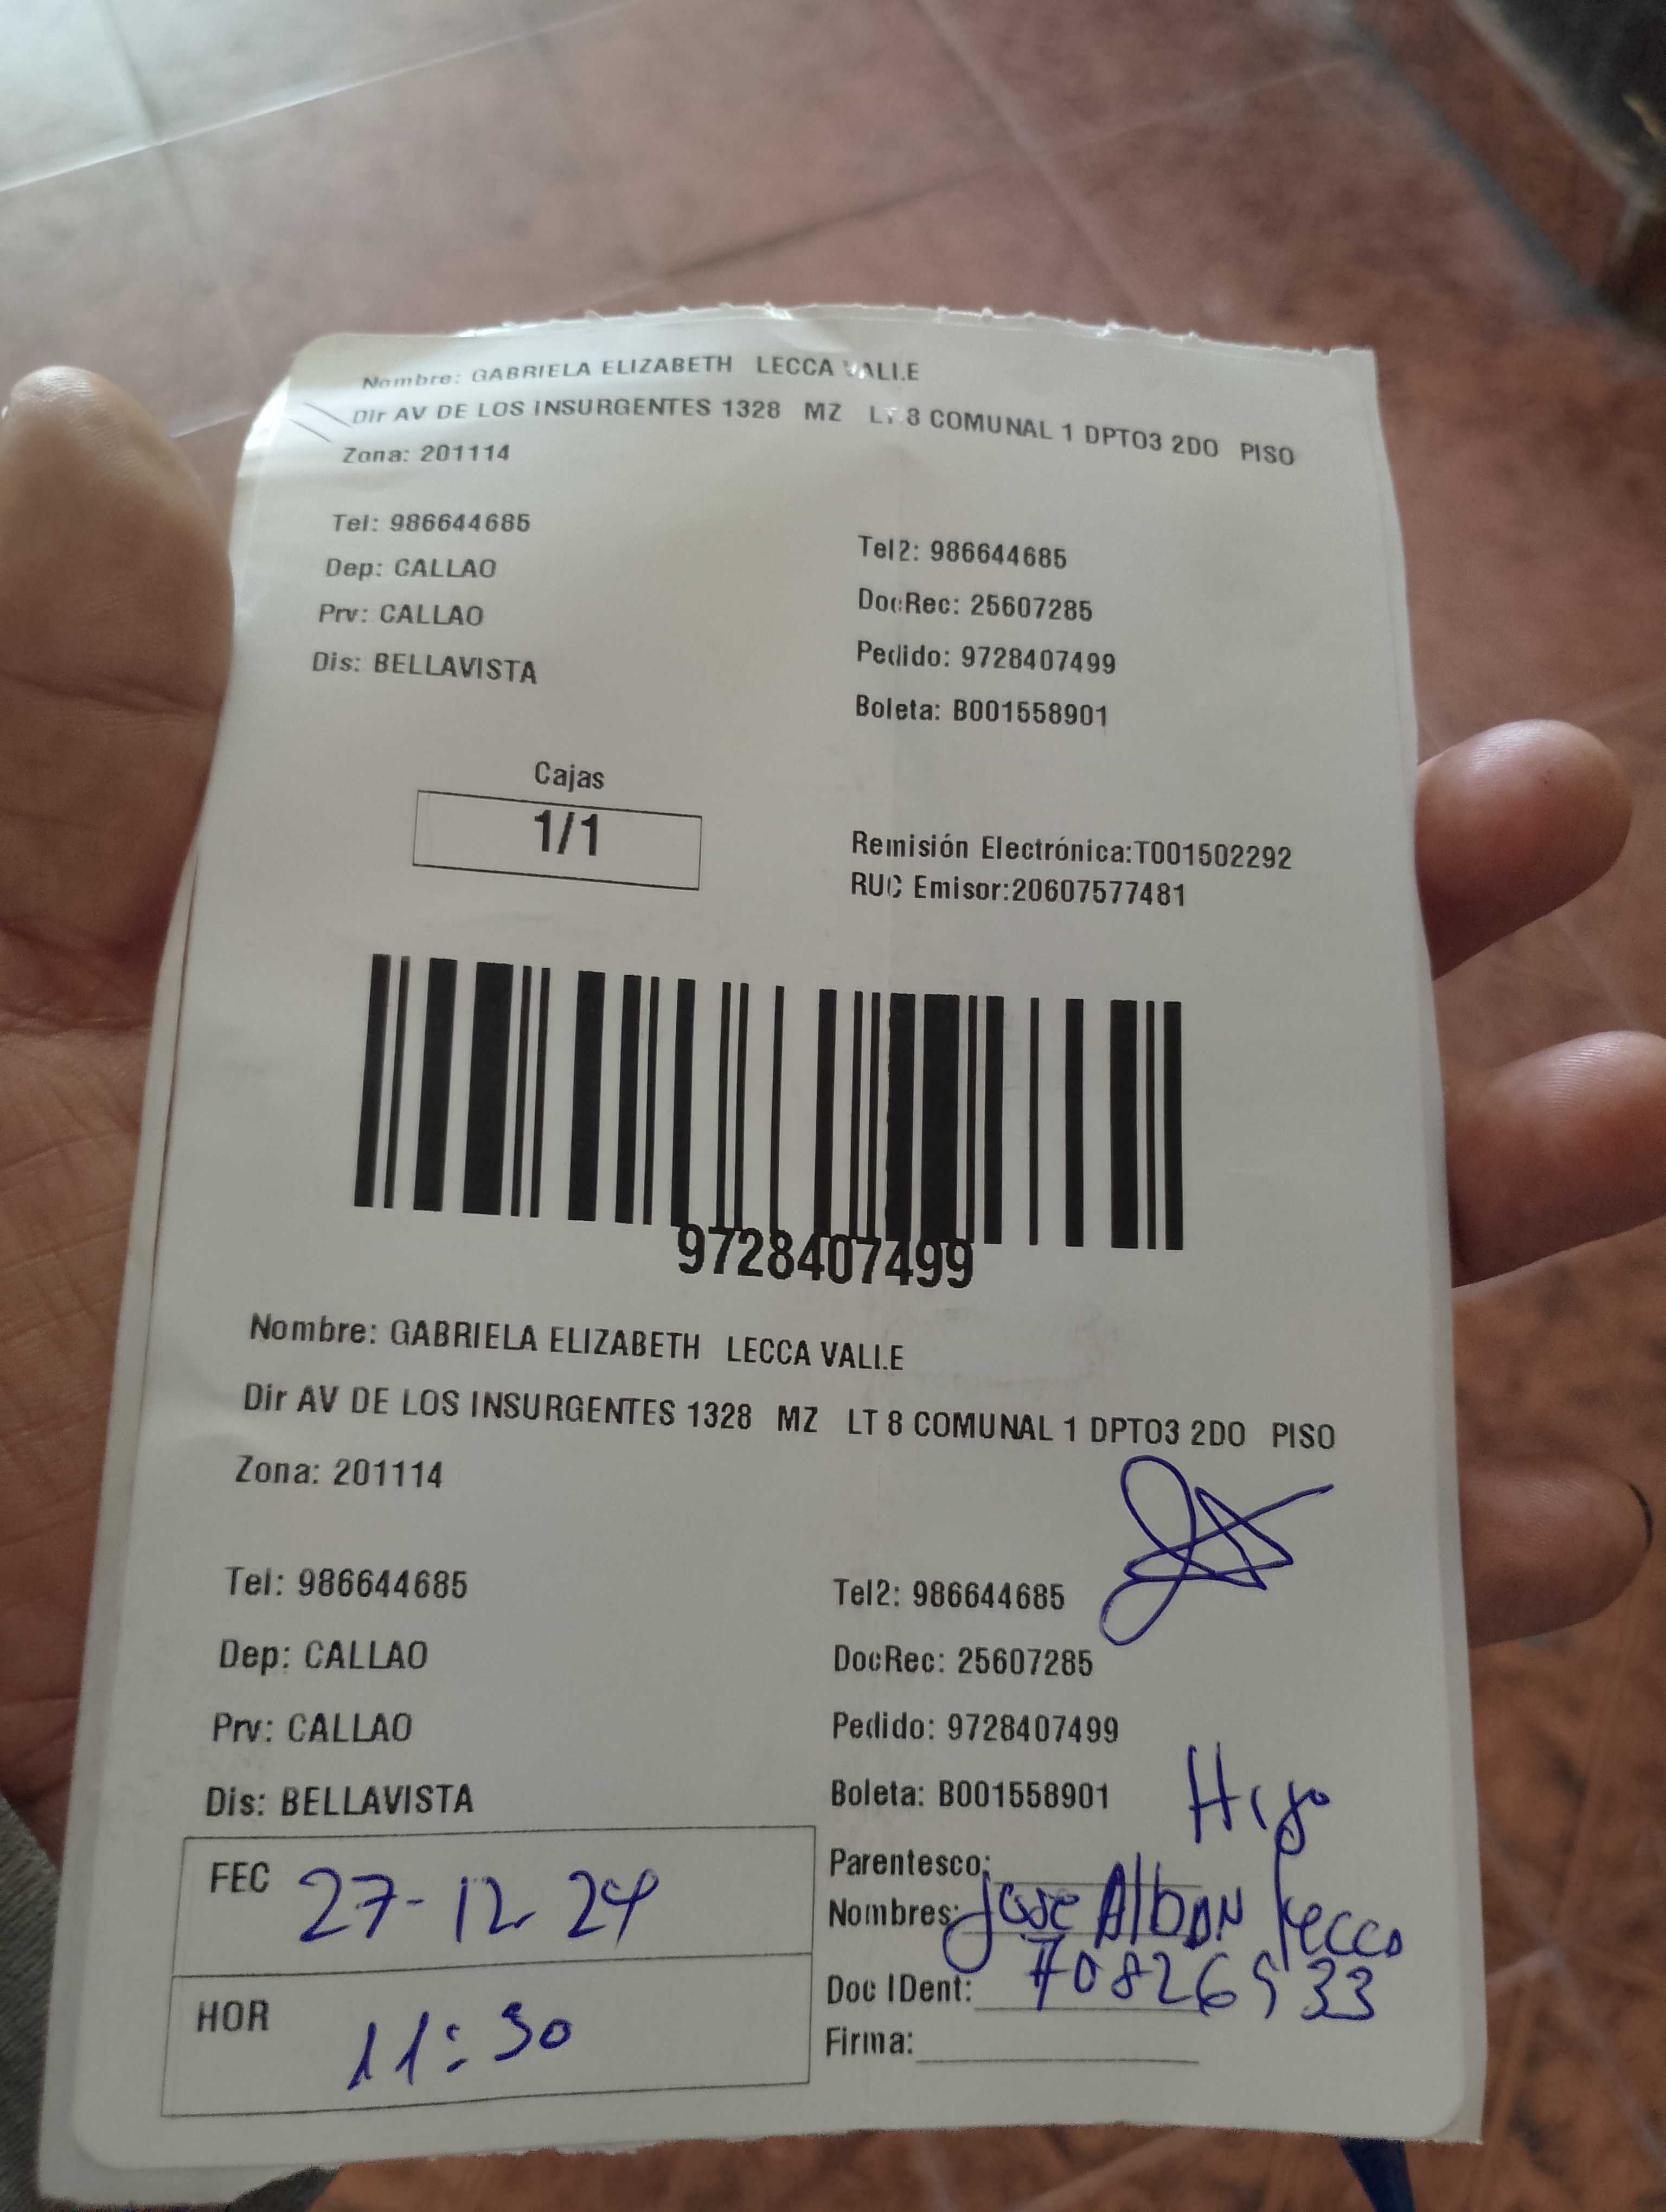 Nombre: GABRIELA ELIZABETH LECCA VALLE
Dir AV DE LOS INSURGENTES 1328 MZ LT 8 COMUNAL 1 DPTO3 2DO PISO
Zona: 201114
Tel: 986644685
Tel2: 986644685
Dep: CALLAO
DocRec: 25607285
Prv: CALLAO
Pedido: 9728407499
Dis: BELLAVISTA
Boleta: B001558901
Cajas
1/1
Remisión Electrónica:T001502292
RUC Emisor:20607577481
9728407499
Nombre: GABRIELA ELIZABETH LECCA VALLE
Dir AV DE LOS INSURGENTES 1328 MZ LT 8 COMUNAL 1 DPTO3 2DO PISO
Zona: 201114
Tel: 986644685
Tel2: 986644685
Dep: CALLAO
DocRec: 25607285
Prv: CALLAO
Pedido: 9728407499
Dis: BELLAVISTA
Boleta: B001558901
FEC 27-12 24
HOR 11:30
Parentesco: Hijo
Nombres: Jose Alban Lecca
Doc IDent: 70826533
Firma: